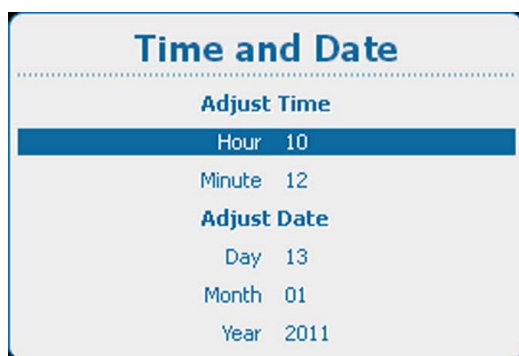 Time and Date
Adjust Time
Hour 10
Minute 12
Adjust Date
Day 13
Month 01
Year 2011